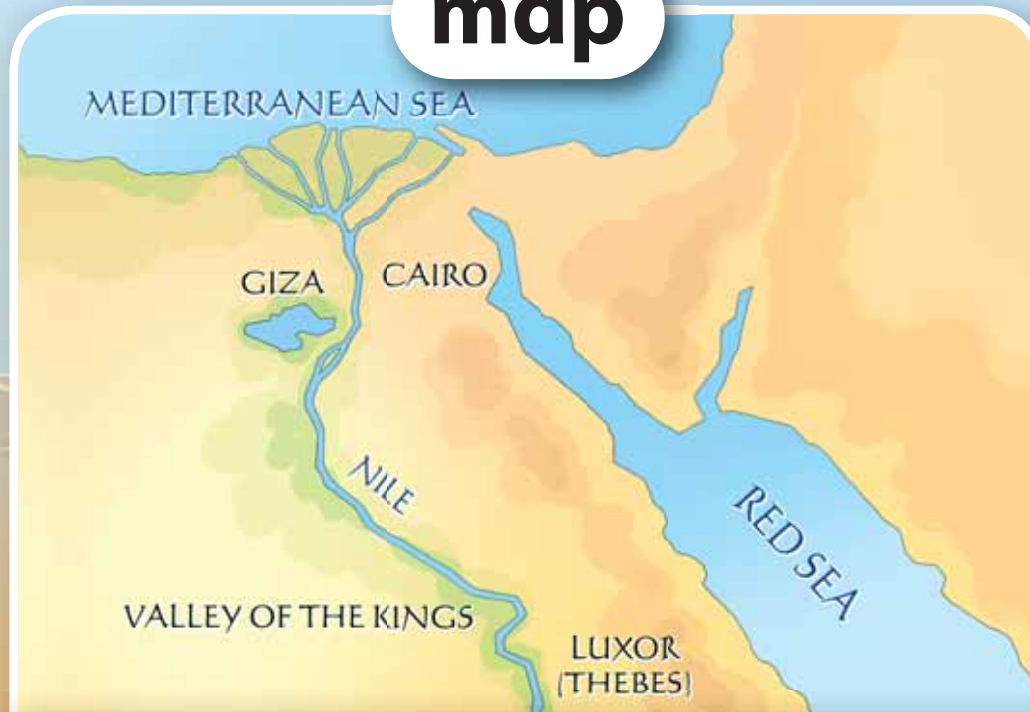 map
MEDITERRANEAN SEA
GIZA
CAIRO
NILE
RED SEA
VALLEY OF THE KINGS
LUXOR
(THEBES)